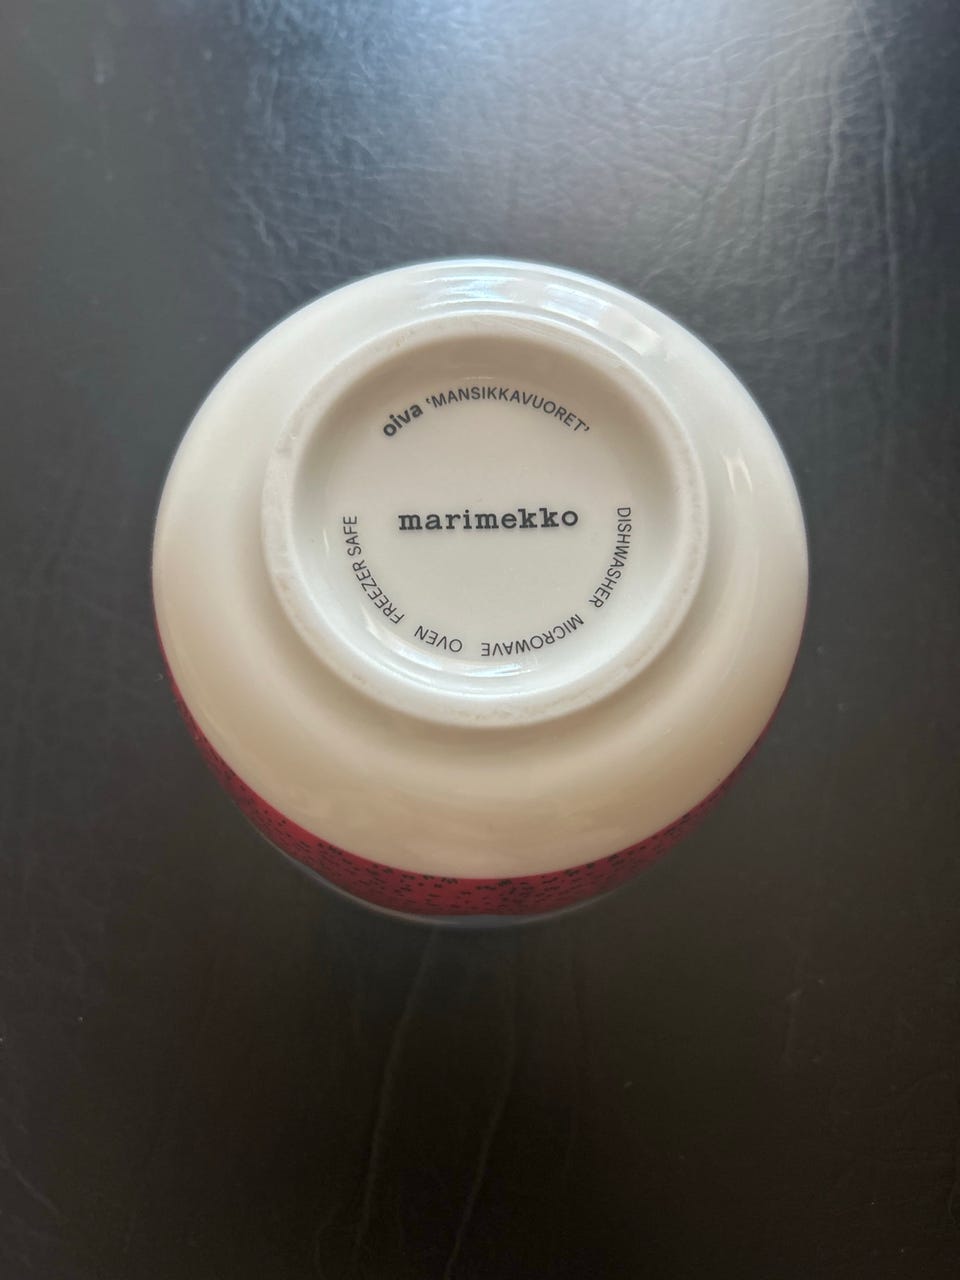 oiva ‘MANSIKKAVUORET’
marimekko
DISHWASHER MICROWAVE OVEN FREEZER SAFE